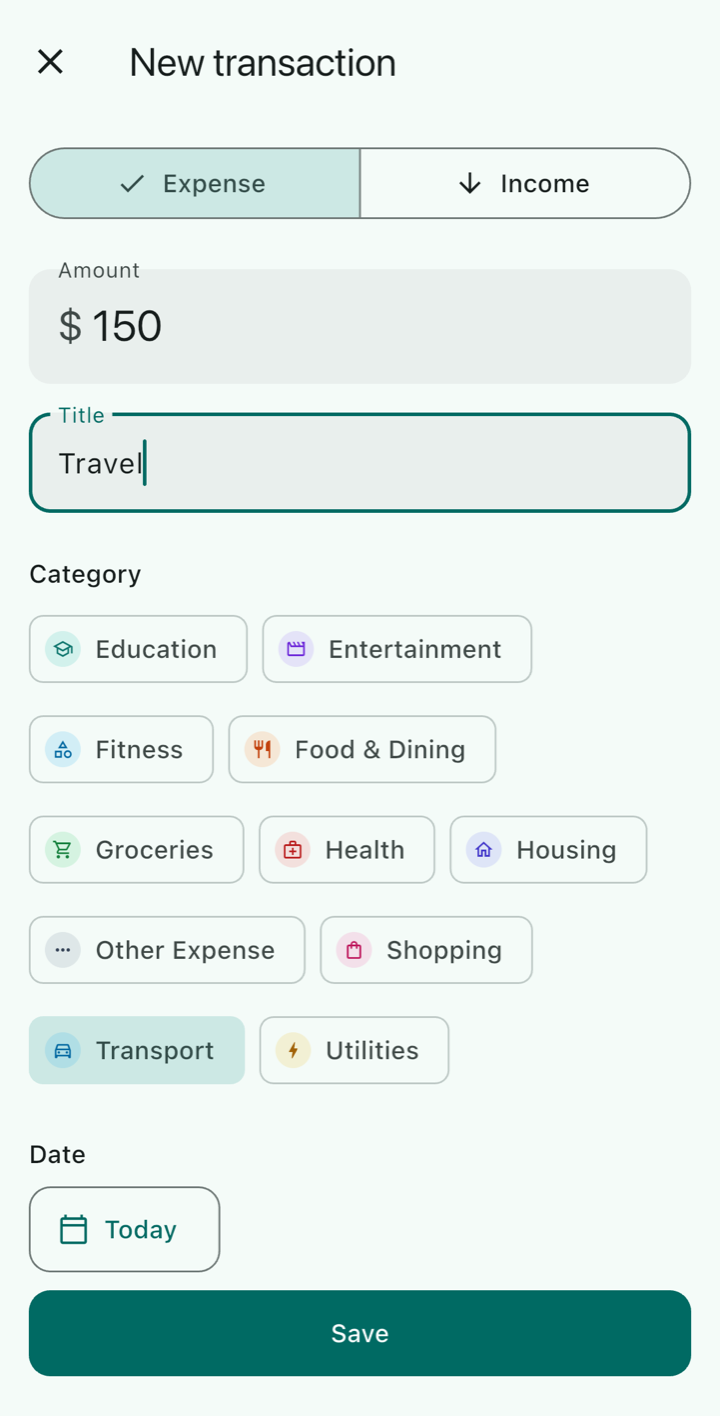 New transaction
Expense Income
Amount
$ 150
Title
Travel
Category
Education Entertainment
Fitness Food & Dining
Groceries Health Housing
Other Expense Shopping
Transport Utilities
Date
Today
Save